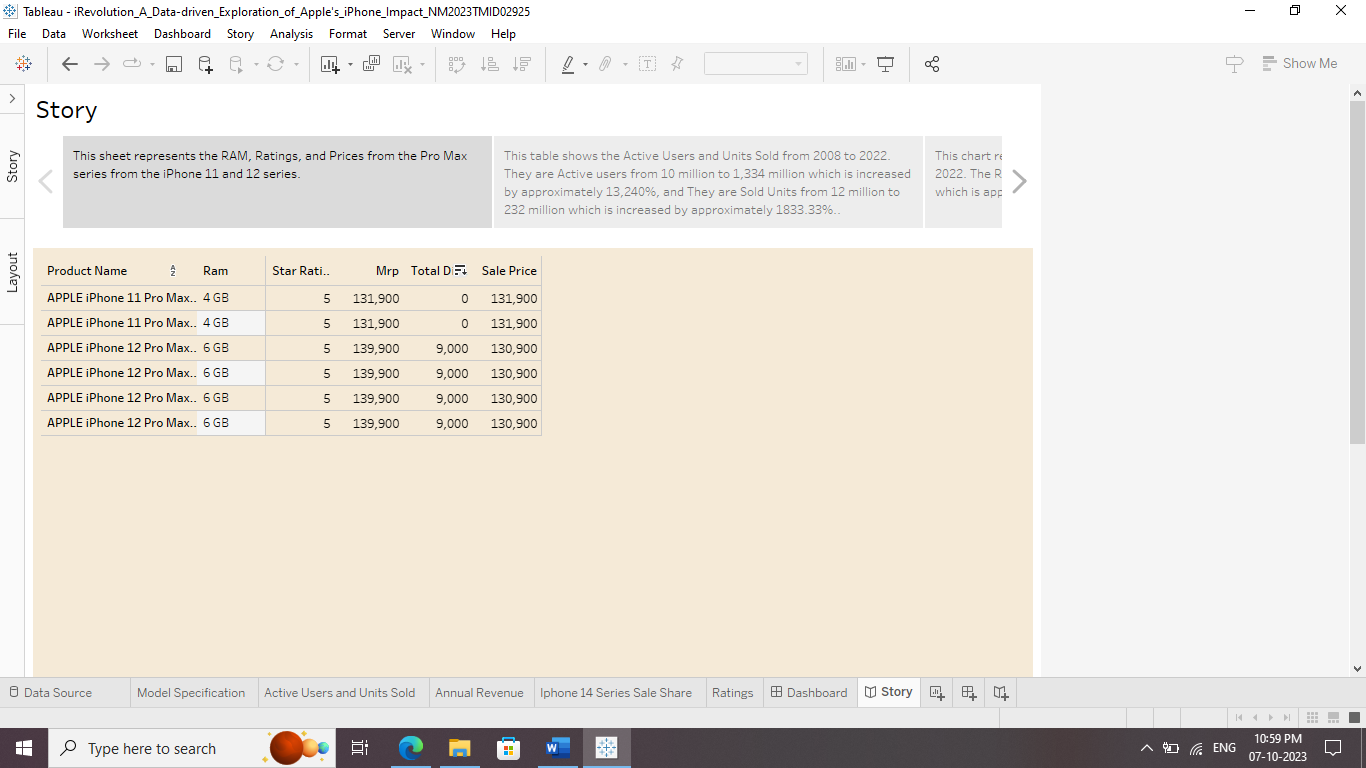 Tableau - iRevolution_A_Data-driven_Exploration_of_Apple's_iPhone_Impact_NM2023TMID02925
File Data Worksheet Dashboard Story Analysis Format Server Window Help
Show Me
Story
Layout
Story
This sheet represents the RAM, Ratings, and Prices from the Pro Max
series from the iPhone 11 and 12 series.
This table shows the Active Users and Units Sold from 2008 to 2022.
They are Active users from 10 million to 1,334 million which is increased
by approximately 13,240%, and They are Sold Units from 12 million to
232 million which is increased by approximately 1833.33%..
This chart re
2022. The R
which is app
Product Name Ram Star Rati.. Mrp Total D Sale Price
APPLE iPhone 11 Pro Max.. 4 GB 5 131,900 0 131,900
APPLE iPhone 11 Pro Max.. 4 GB 5 131,900 0 131,900
APPLE iPhone 12 Pro Max.. 6 GB 5 139,900 9,000 130,900
APPLE iPhone 12 Pro Max.. 6 GB 5 139,900 9,000 130,900
APPLE iPhone 12 Pro Max.. 6 GB 5 139,900 9,000 130,900
APPLE iPhone 12 Pro Max.. 6 GB 5 139,900 9,000 130,900
Data Source Model Specification Active Users and Units Sold Annual Revenue Iphone 14 Series Sale Share Ratings Dashboard Story
Type here to search
ENG
10:59 PM
07-10-2023